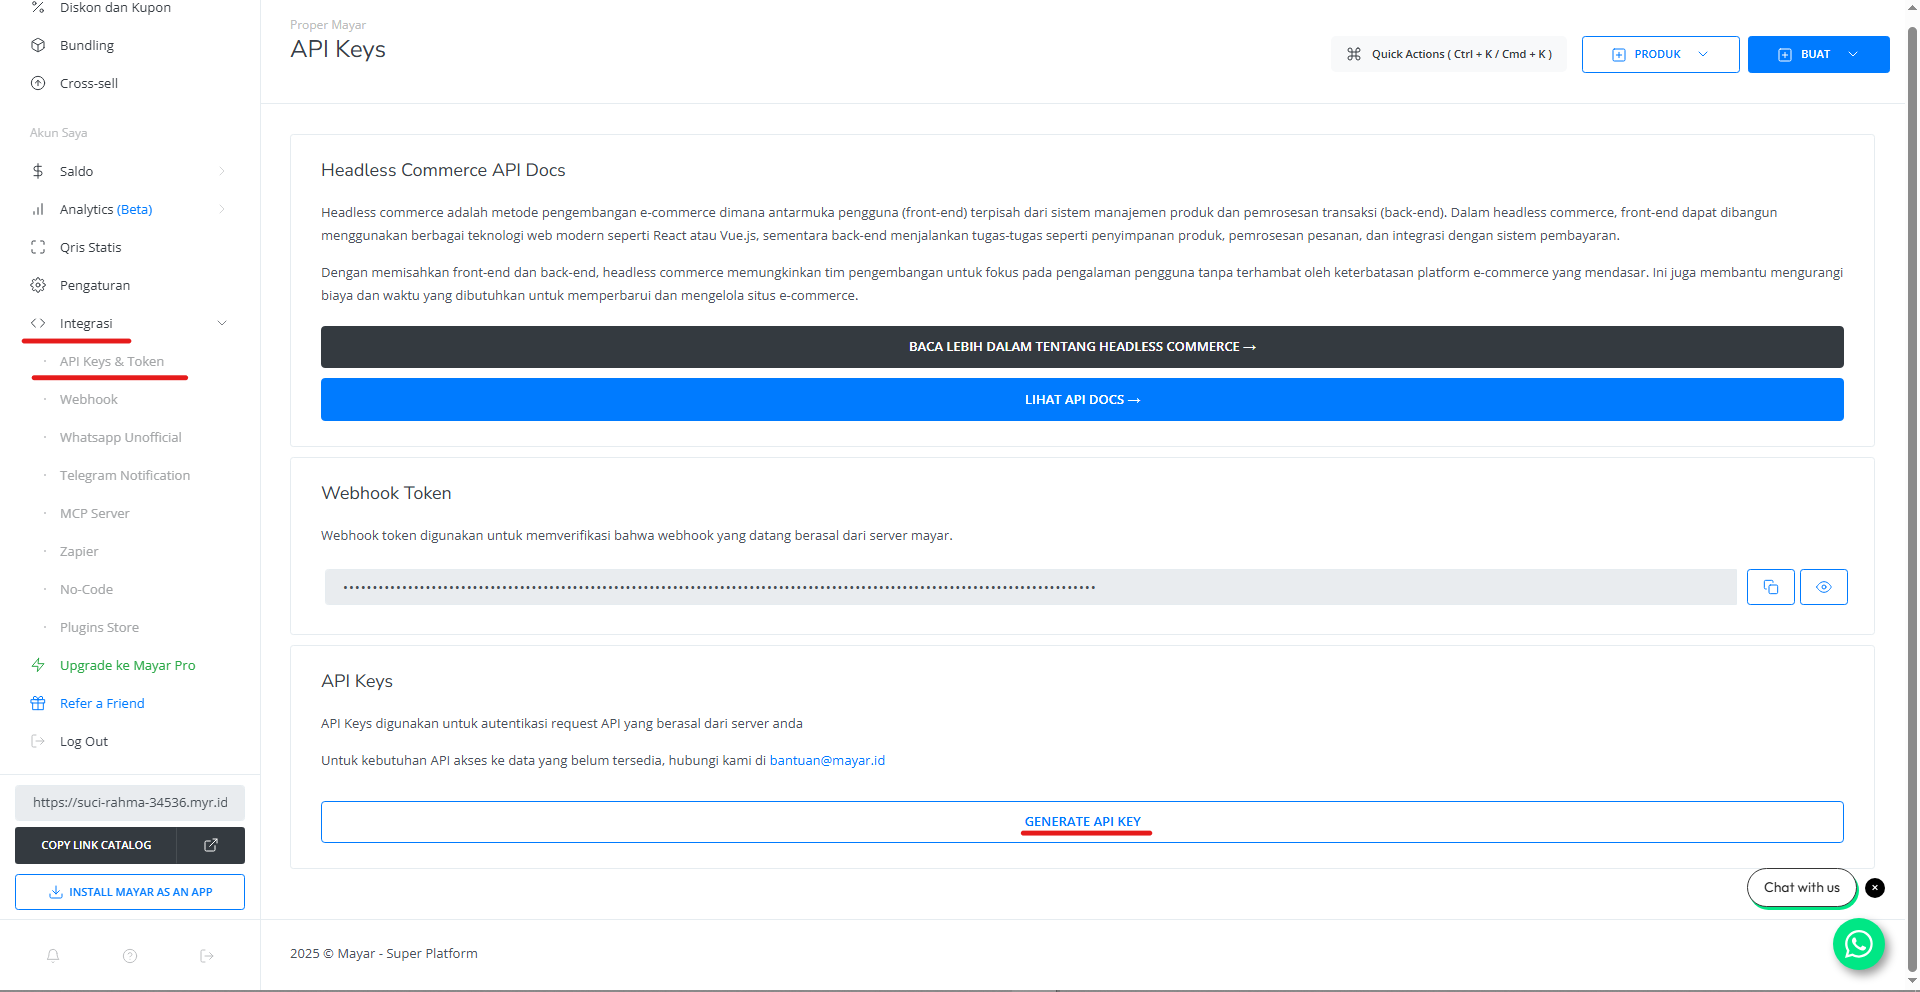 Diskon dan Kupon
Bundling
Cross-sell
Akun Saya
Saldo
Analytics (Beta)
Qris Statis
Pengaturan
Integrasi
· API Keys & Token
· Webhook
· Whatsapp Unofficial
· Telegram Notification
· MCP Server
· Zapier
· No-Code
· Plugins Store
Upgrade ke Mayar Pro
Refer a Friend
Log Out
https://suci-rahma-34536.myr.id
COPY LINK CATALOG
INSTALL MAYAR AS AN APP
Proper Mayar
API Keys
Quick Actions ( Ctrl + K / Cmd + K )
PRODUK
BUAT
Headless Commerce API Docs
Headless commerce adalah metode pengembangan e-commerce dimana antarmuka pengguna (front-end) terpisah dari sistem manajemen produk dan pemrosesan transaksi (back-end). Dalam headless commerce, front-end dapat dibangun
menggunakan berbagai teknologi web modern seperti React atau Vue.js, sementara back-end menjalankan tugas-tugas seperti penyimpanan produk, pemrosesan pesanan, dan integrasi dengan sistem pembayaran.
Dengan memisahkan front-end dan back-end, headless commerce memungkinkan tim pengembangan untuk fokus pada pengalaman pengguna tanpa terhambat oleh keterbatasan platform e-commerce yang mendasar. Ini juga membantu mengurangi
biaya dan waktu yang dibutuhkan untuk memperbarui dan mengelola situs e-commerce.
BACA LEBIH DALAM TENTANG HEADLESS COMMERCE →
LIHAT API DOCS →
Webhook Token
Webhook token digunakan untuk memverifikasi bahwa webhook yang datang berasal dari server mayar.
API Keys
API Keys digunakan untuk autentikasi request API yang berasal dari server anda
Untuk kebutuhan API akses ke data yang belum tersedia, hubungi kami di bantuan@mayar.id
GENERATE API KEY
Chat with us
2025 © Mayar - Super Platform